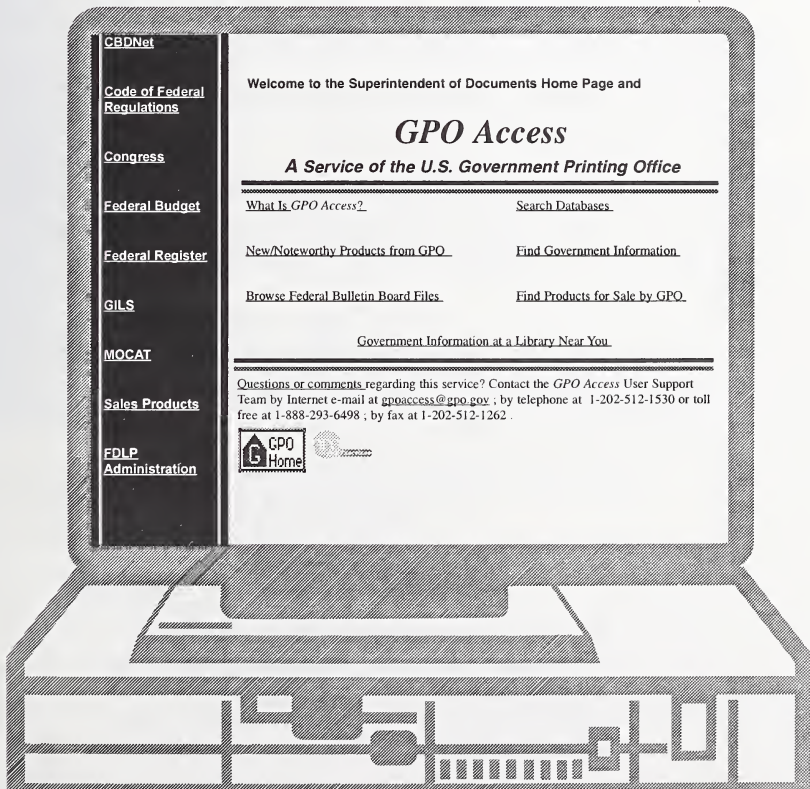 CBDNet
Code of Federal
Regulations
Congress
Federal Budget
Federal Register
GILS
MOCAT
Sales Products
FDLP
Administration
Welcome to the Superintendent of Documents Home Page and
GPO Access
A Service of the U.S. Government Printing Office
What Is GPO Access?
Search Databases
New/Noteworthy Products from GPO
Find Government Information
Browse Federal Bulletin Board Files
Find Products for Sale by GPO
Government Information at a Library Near You
Questions or comments regarding this service? Contact the GPO Access User Support
Team by Internet e-mail at gpoaccess@gpo.gov ; by telephone at 1-202-512-1530 or toll
free at 1-888-293-6498 ; by fax at 1-202-512-1262 .
G GPO
Home